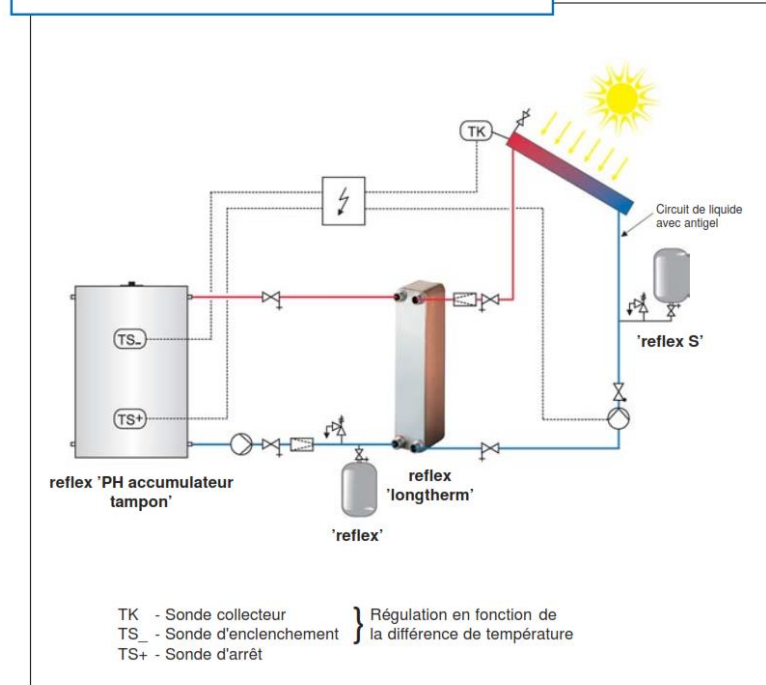 TK
Circuit de liquide
avec antigel
'reflex S'
TS_
TS+
reflex 'PH accumulateur
tampon'
reflex
'longtherm'
'reflex'
TK - Sonde collecteur
TS_ - Sonde d'enclenchement
TS+ - Sonde d'arrêt
} Régulation en fonction de
la différence de température